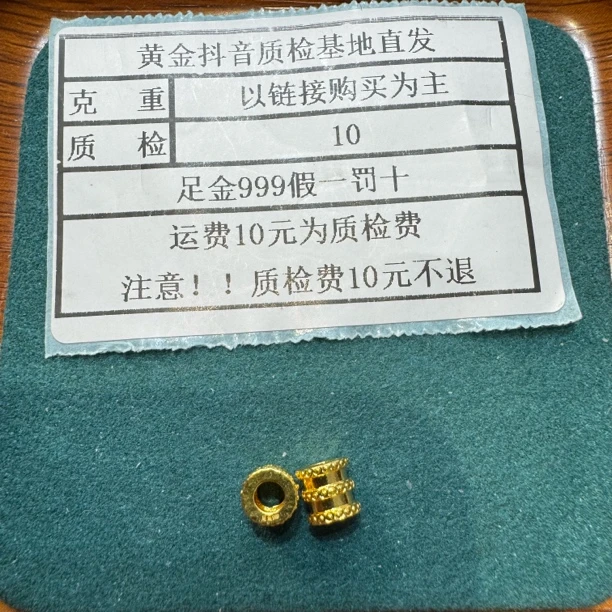 黄金抖音质检基地直发
克 重 以链接购买为主
质 检 10
足金999假一罚十
运费10元为质检费
注意！！质检费10元不退